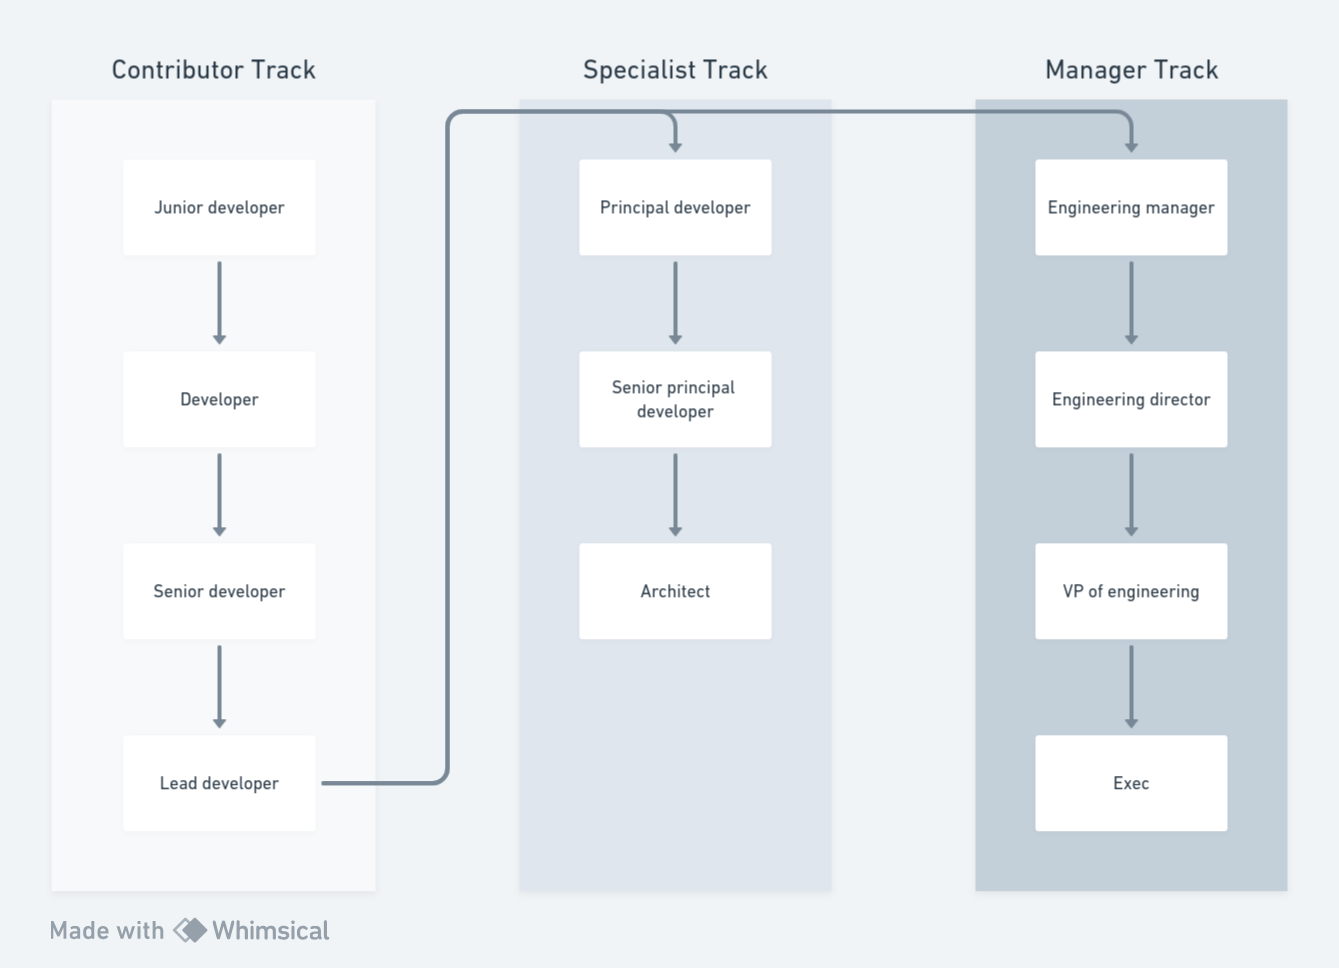 Contributor Track
Junior developer
Developer
Senior developer
Lead developer
Specialist Track
Principal developer
Senior principal
developer
Architect
Manager Track
Engineering manager
Engineering director
VP of engineering
Exec
Made with Whimsical